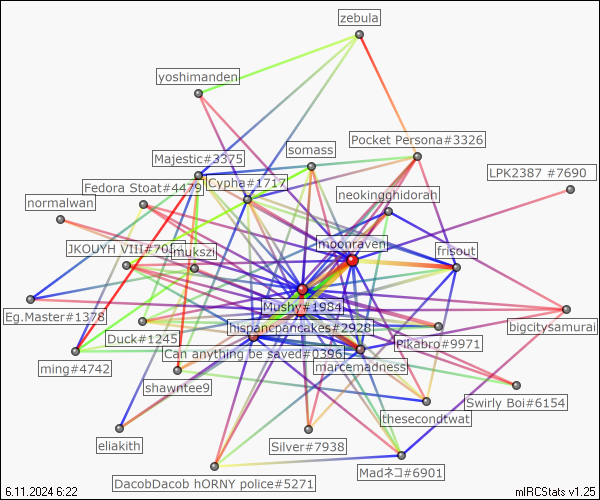 zebula
yoshimanden
Pocket Persona#3326
somass
Majestic#3375
LPK2387 #7690
Cypha#1717
Fedora Stoat#4479
neokingghidorah
normalwan
moonraven
JKOUYH VIII#70
mukszi
frisout
Mushy#1984
Eg.Master#1378
hispancpancakes#2928
bigcitysamurai
Duck#1245
Pikabro#9971
Can anything be saved#0396
marcemadness
ming#4742
shawntee9
Swirly Boi#6154
thesecondtwat
eliakith
Silver#7938
Madネコ#6901
DacobDacob hORNY police#5271
6.11.2024 6:22
mIRCStats v1.25